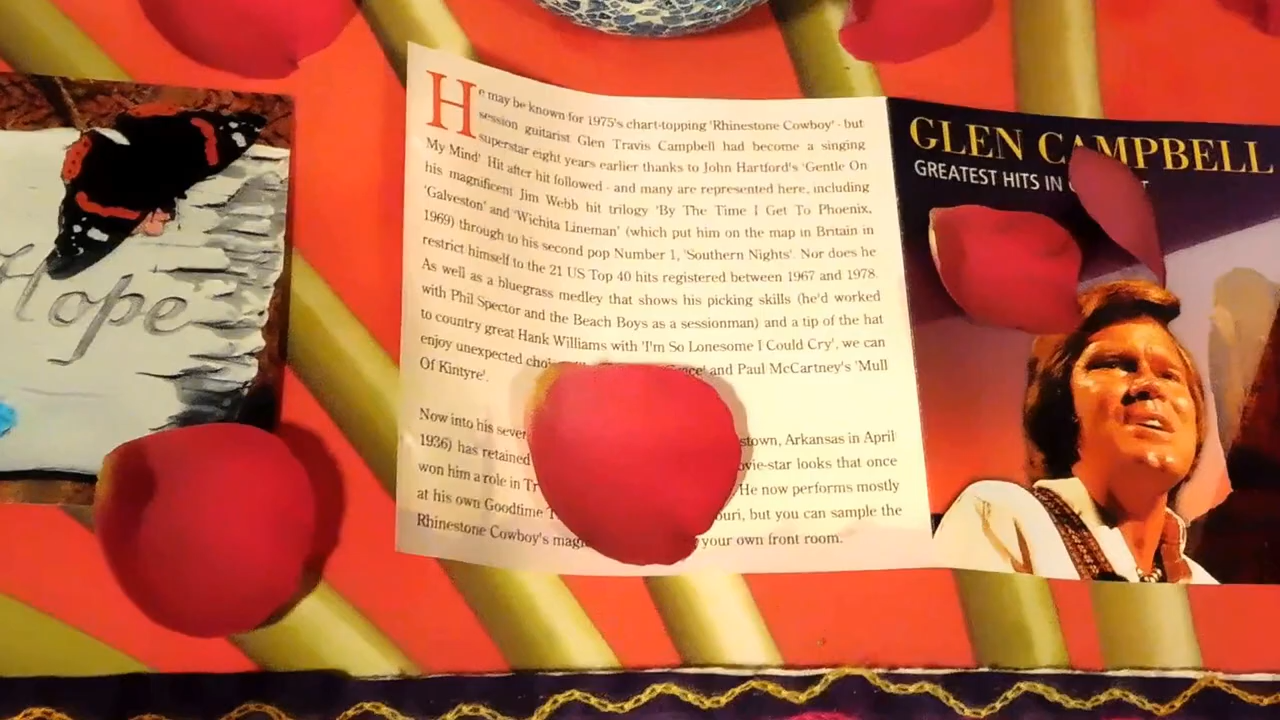 Hope
He may be known for 1975's chart-topping 'Rhinestone Cowboy' - but
session guitarist Glen Travis Campbell had become a singing
superstar eight years earlier thanks to John Hartford's 'Gentle On
My Mind' Hit after hit followed - and many are represented here, including
his magnificent Jim Webb hit trilogy 'By The Time I Get To Phoenix,
'Galveston' and 'Wichita Lineman' (which put him on the map in Britain in
1969) through to his second pop Number 1, 'Southern Nights'. Nor does he
restrict himself to the 21 US Top 40 hits registered between 1967 and 1978.
As well as a bluegrass medley that shows his picking skills (he'd worked
with Phil Spector and the Beach Boys as a sessionman) and a tip of the hat
to country great Hank Williams with 'I'm So Lonesome I Could Cry', we can
enjoy unexpected and Paul McCartney's 'Mull
Of Kintyre'.
Now into his
1936) has retained Arkansas in April
won him a role in looks that once
at his own Goodtime He now performs mostly
but you can sample the
Rhinestone Cowboy's your own front room.
GLEN CAMPBELL
GREATEST HITS IN